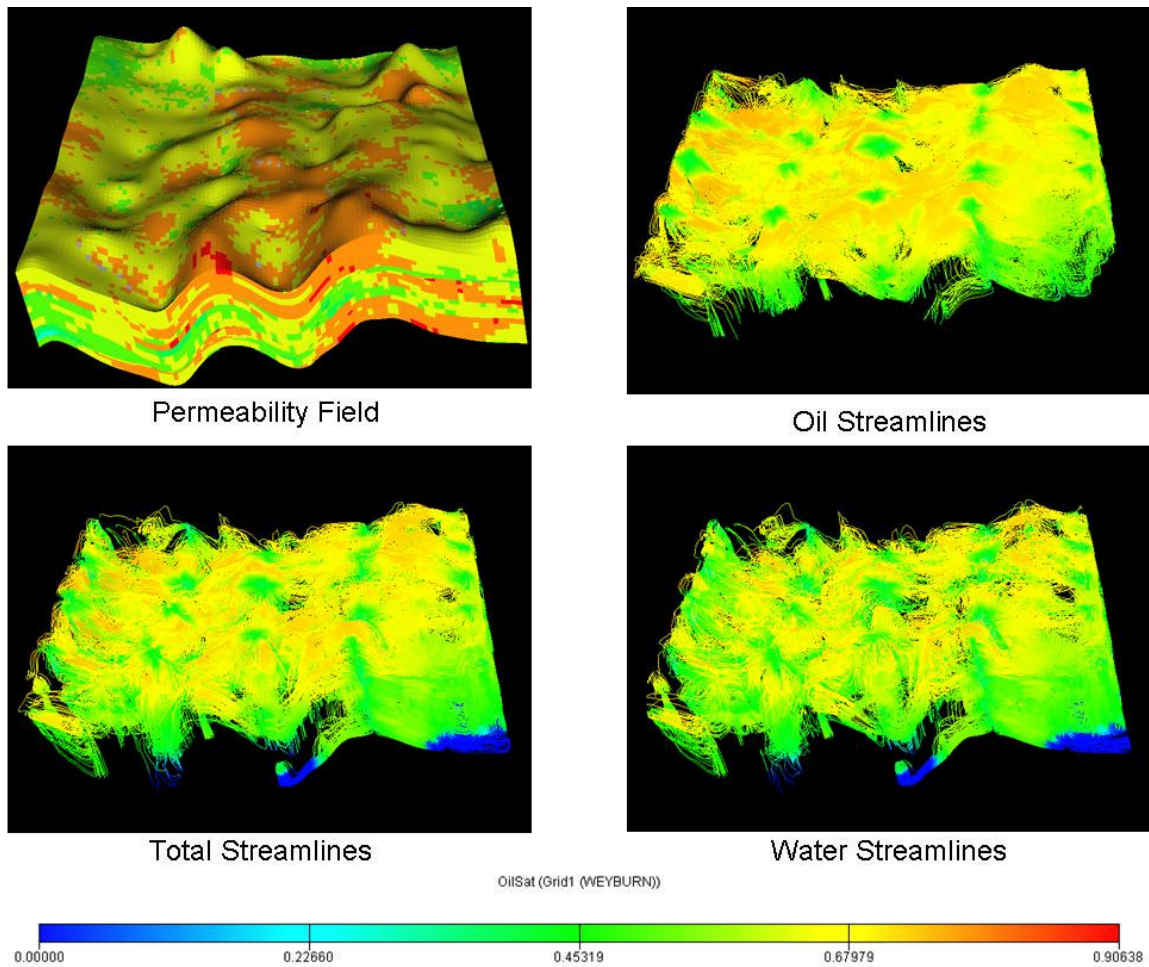 Permeability Field
Oil Streamlines
Total Streamlines
Water Streamlines
OilSat (Grid1 (WEYBURN))
0.00000 0.22660 0.45319 0.67979 0.90638